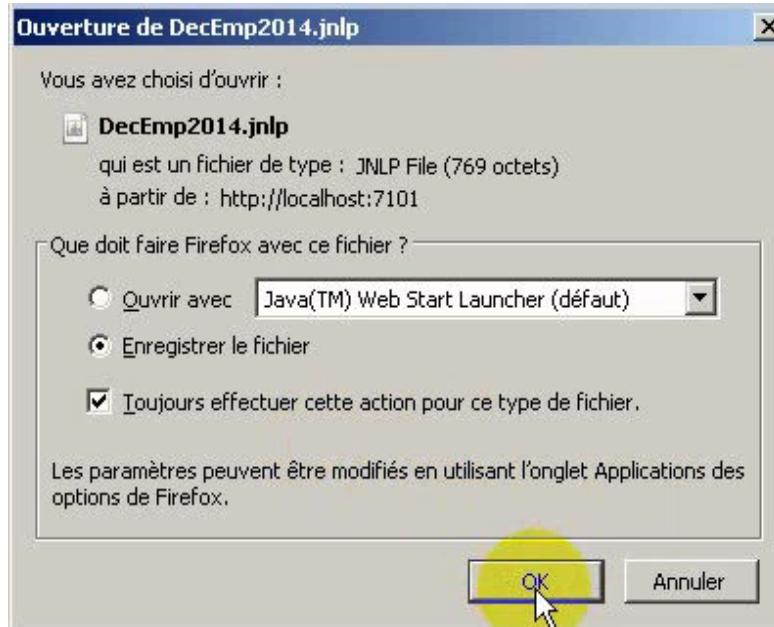 Ouverture de DecEmp2014.jnlp
Vous avez choisi d'ouvrir :
DecEmp2014.jnlp
qui est un fichier de type : JNLP File (769 octets)
à partir de : http://localhost:7101
Que doit faire Firefox avec ce fichier ?
Ouvrir avec Java(TM) Web Start Launcher (défaut)
Enregistrer le fichier
Toujours effectuer cette action pour ce type de fichier.
Les paramètres peuvent être modifiés en utilisant l'onglet Applications des
options de Firefox.
OK Annuler